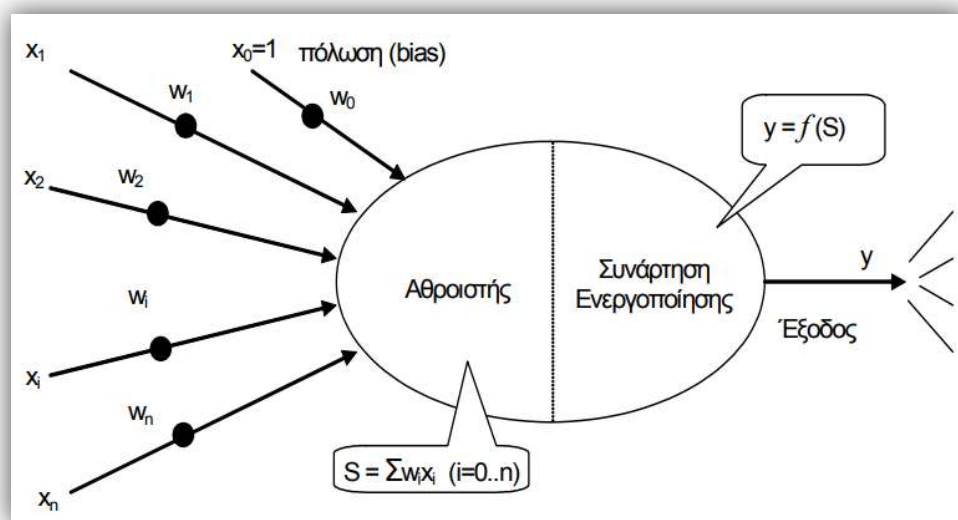 x₁
x₀=1 πόλωση (bias)
w₁
w₀
y = f (S)
x₂
w₂
Αθροιστής
Συνάρτηση
Ενεργοποίησης
y
Έξοδος
wᵢ
xᵢ
wₙ
S = Σwᵢxᵢ (i=0..n)
xₙ